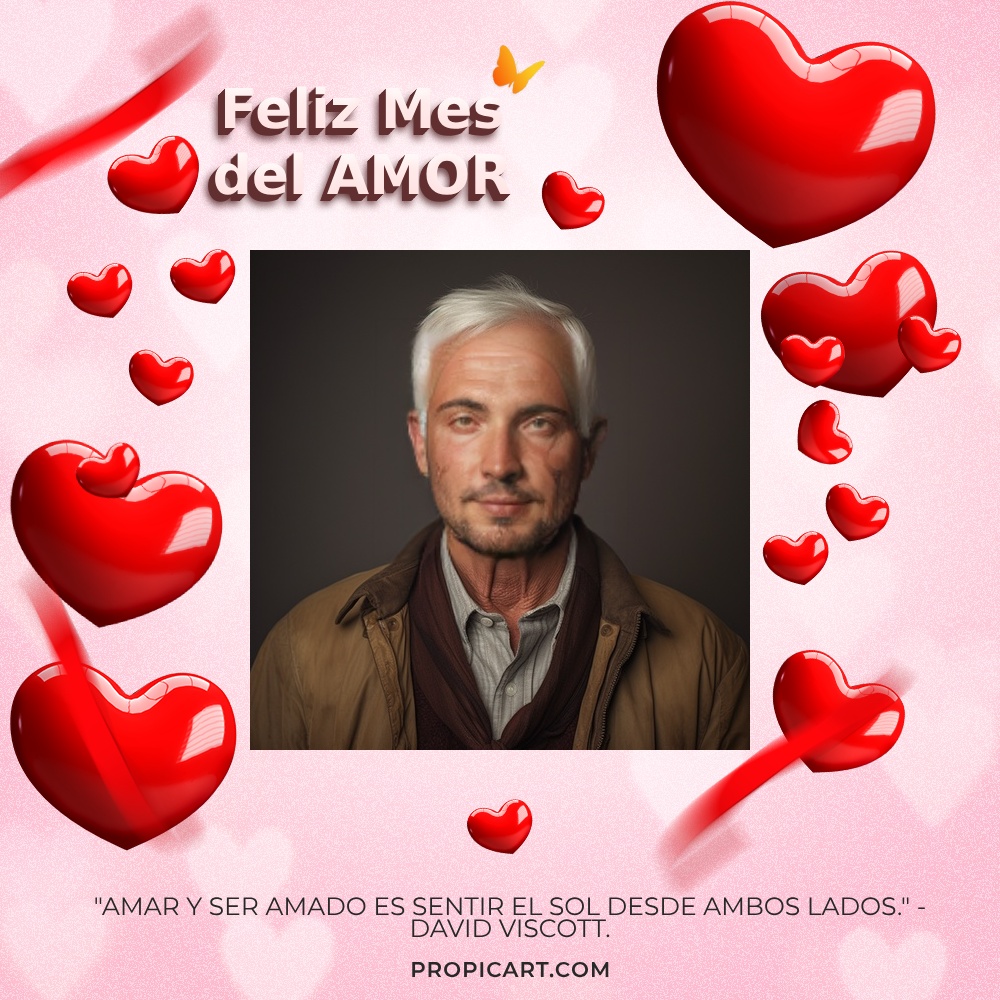 Feliz Mes
del AMOR
"AMAR Y SER AMADO ES SENTIR EL SOL DESDE AMBOS LADOS." -
DAVID VISCOTT.
PROPICART.COM